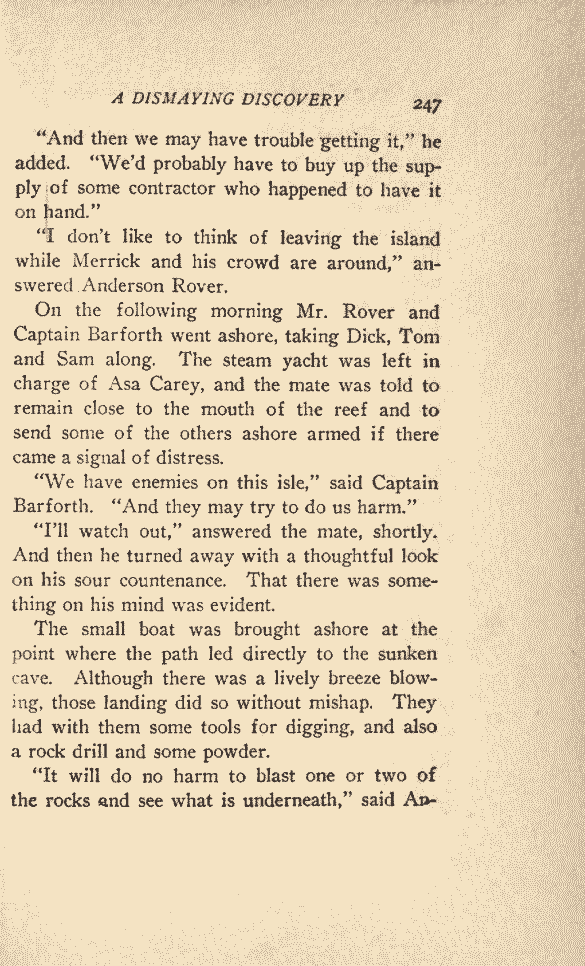 A DISMAYING DISCOVERY 247
“And then we may have trouble getting it,” he
added. “We’d probably have to buy up the sup-
ply of some contractor who happened to have it
on hand.”
“I don’t like to think of leaving the island
while Merrick and his crowd are around,” an-
swered Anderson Rover.
On the following morning Mr. Rover and
Captain Barforth went ashore, taking Dick, Tom
and Sam along. The steam yacht was left in
charge of Asa Carey, and the mate was told to
remain close to the mouth of the reef and to
send some of the others ashore armed if there
came a signal of distress.
“We have enemies on this isle,” said Captain
Barforth. “And they may try to do us harm.”
“I’ll watch out,” answered the mate, shortly.
And then he turned away with a thoughtful look
on his sour countenance. That there was some-
thing on his mind was evident.
The small boat was brought ashore at the
point where the path led directly to the sunken
cave. Although there was a lively breeze blow-
ing, those landing did so without mishap. They
had with them some tools for digging, and also
a rock drill and some powder.
“It will do no harm to blast one or two of
the rocks and see what is underneath,” said An-